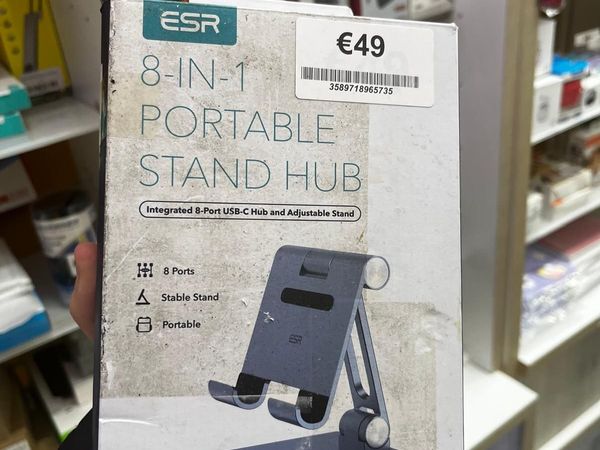 ESR
€49
3589718965735
8-IN-1
PORTABLE
STAND HUB
Integrated 8-Port USB-C Hub and Adjustable Stand
8 Ports
Stable Stand
Portable
ESR